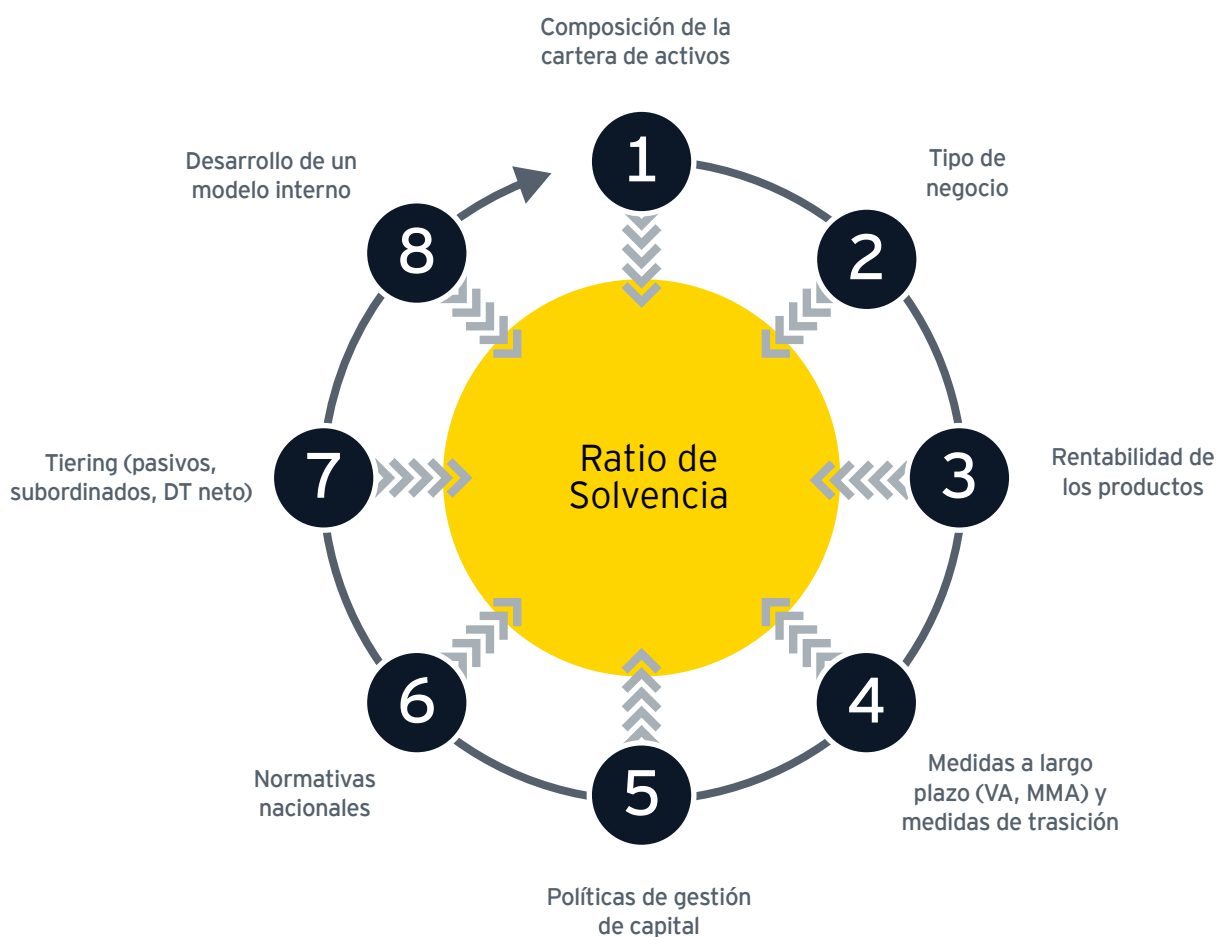 Composición de la
cartera de activos
1
Tipo de
negocio
2
Rentabilidad de
los productos
3
Medidas a largo
plazo (VA, MMA) y
medidas de trasición
4
Políticas de gestión
de capital
5
Normativas
nacionales
6
Tiering (pasivos,
subordinados, DT neto)
7
Desarrollo de un
modelo interno
8
Ratio de
Solvencia